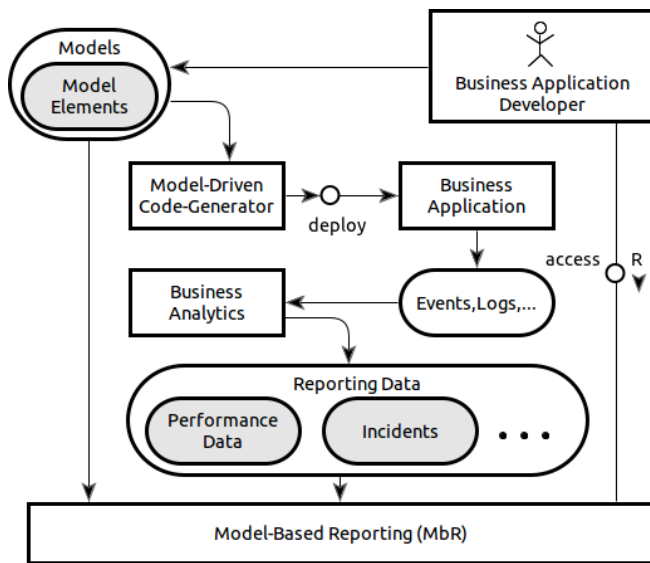 Models
Model
Elements
Business Application
Developer
Model-Driven
Code-Generator
deploy
Business
Application
access
R
Business
Analytics
Events,Logs,...
Reporting Data
Performance
Data
Incidents
...
Model-Based Reporting (MbR)